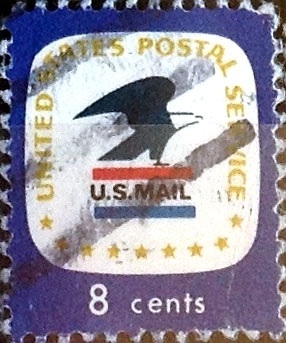 UNITED STATES POSTAL SERVICE
U.S.MAIL
8 cents